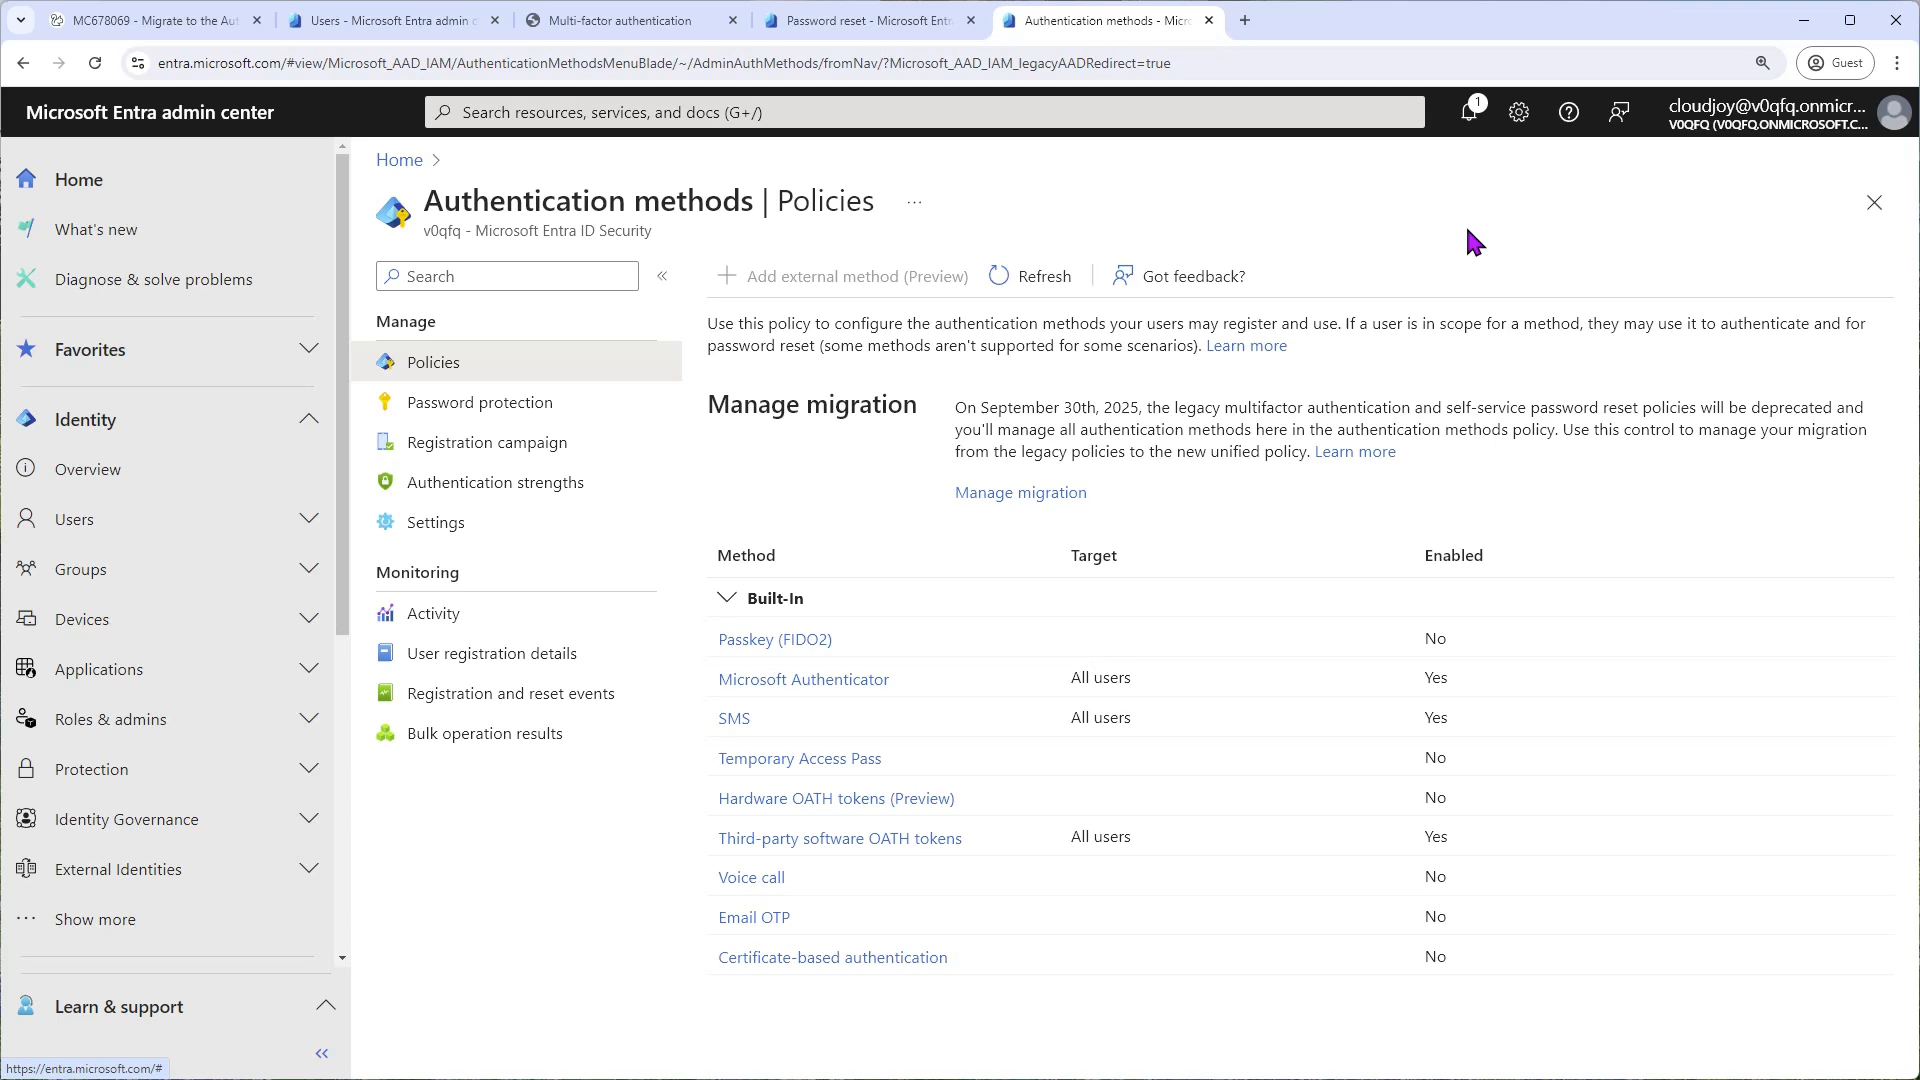 MC678069 - Migrate to the Aut
Users - Microsoft Entra admin c
Multi-factor authentication
Password reset - Microsoft Entr
Authentication methods - Micr
entra.microsoft.com/#view/Microsoft_AAD_IAM/AuthenticationMethodsMenuBlade/~/AdminAuthMethods/fromNav/?Microsoft_AAD_IAM_legacyAADRedirect=true
Guest
Microsoft Entra admin center
Search resources, services, and docs (G+/)
1
cloudjoy@v0qfq.onmicr...
V0QFQ (V0QFQ.ONMICROSOFT.C...
Home
What's new
Diagnose & solve problems
Favorites
Identity
Overview
Users
Groups
Devices
Applications
Roles & admins
Protection
Identity Governance
External Identities
Show more
Learn & support
https://entra.microsoft.com/#
Home
Authentication methods | Policies
v0qfq - Microsoft Entra ID Security
Search
Manage
Policies
Password protection
Registration campaign
Authentication strengths
Settings
Monitoring
Activity
User registration details
Registration and reset events
Bulk operation results
Add external method (Preview)
Refresh
Got feedback?
Use this policy to configure the authentication methods your users may register and use. If a user is in scope for a method, they may use it to authenticate and for
password reset (some methods aren't supported for some scenarios). Learn more
Manage migration
On September 30th, 2025, the legacy multifactor authentication and self-service password reset policies will be deprecated and
you'll manage all authentication methods here in the authentication methods policy. Use this control to manage your migration
from the legacy policies to the new unified policy. Learn more
Manage migration
Method Target Enabled
Built-In
Passkey (FIDO2) No
Microsoft Authenticator All users Yes
SMS All users Yes
Temporary Access Pass No
Hardware OATH tokens (Preview) No
Third-party software OATH tokens All users Yes
Voice call No
Email OTP No
Certificate-based authentication No